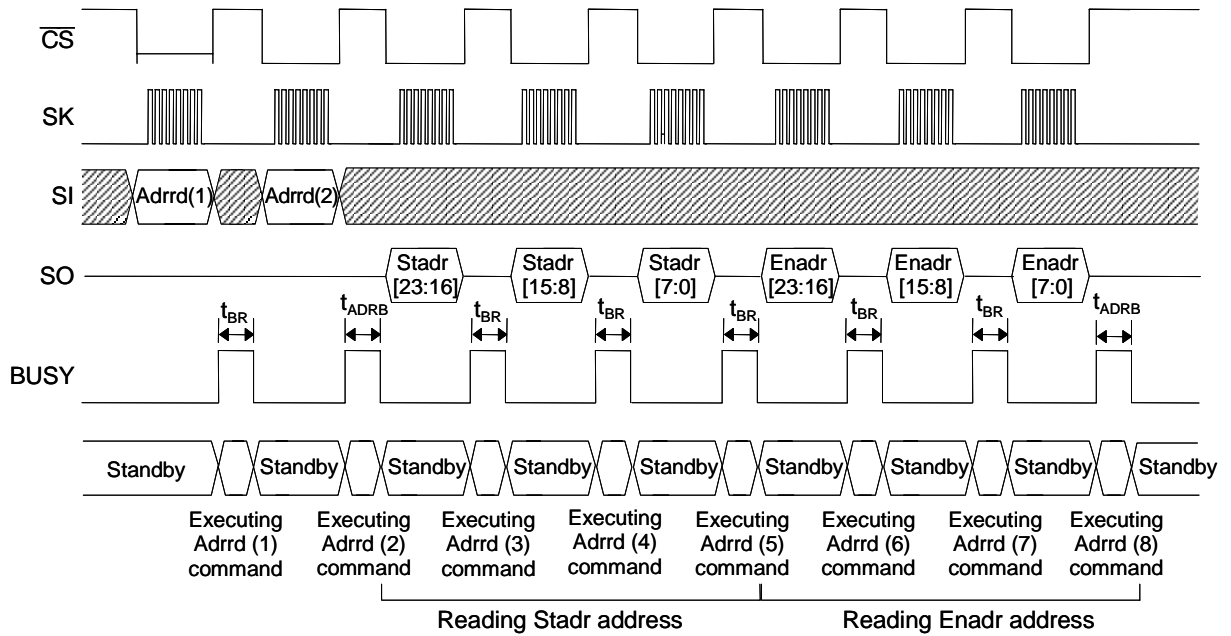 CS
SK
SI
Adrrd(1)
Adrrd(2)
SO
Stadr
[23:16]
Stadr
[15:8]
Stadr
[7:0]
Enadr
[23:16]
Enadr
[15:8]
Enadr
[7:0]
tBR
tADRB
tBR
tBR
tBR
tBR
tBR
tADRB
BUSY
Standby
Standby
Standby
Standby
Standby
Standby
Standby
Standby
Standby
Executing
Adrrd (1)
command
Executing
Adrrd (2)
command
Executing
Adrrd (3)
command
Executing
Adrrd (4)
command
Executing
Adrrd (5)
command
Executing
Adrrd (6)
command
Executing
Adrrd (7)
command
Executing
Adrrd (8)
command
Reading Stadr address
Reading Enadr address